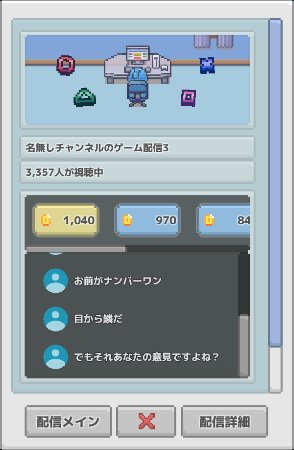 名無しチャンネルのゲーム配信3
3,357人が視聴中
1,040 970 84
お前がナンバーワン
目から鱗だ
でもそれあなたの意見ですよね？
配信メイン 配信詳細